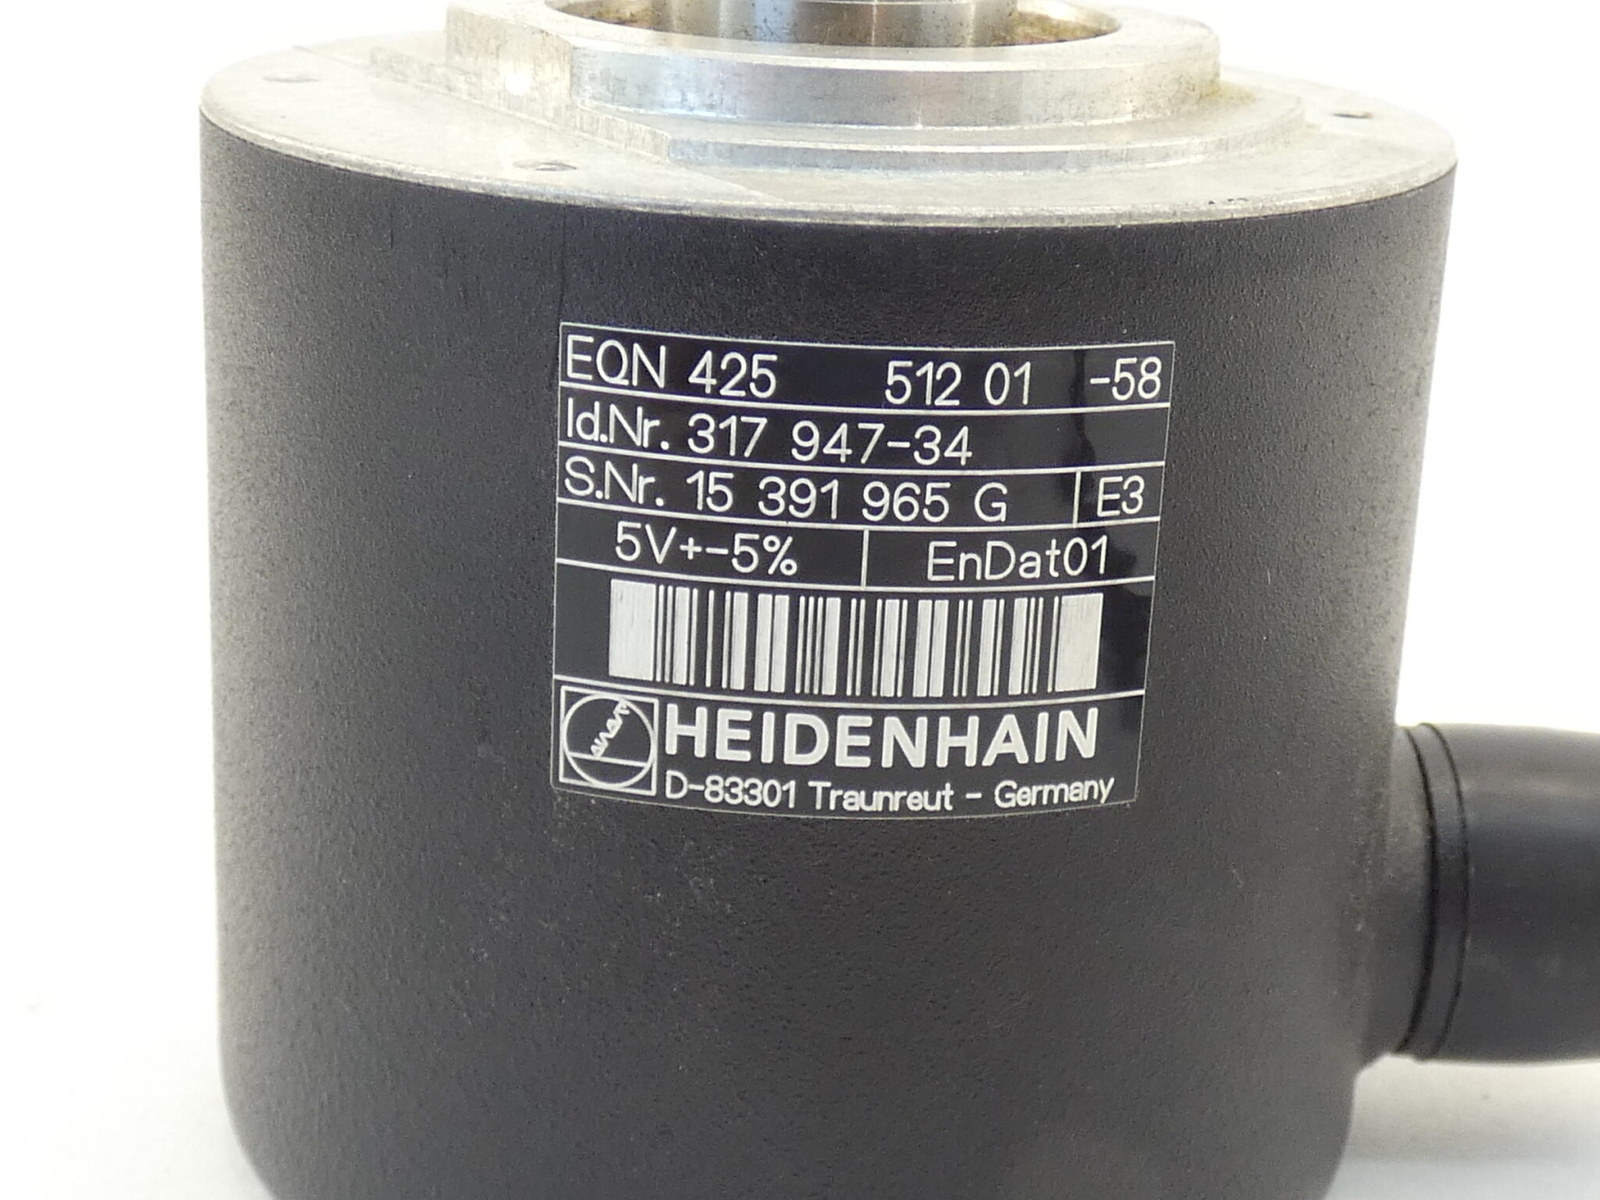 EQN 425 512 01 -58
Id.Nr. 317 947-34
S.Nr. 15 391 965 G E3
5V+-5% EnDat01
HEIDENHAIN
D-83301 Traunreut - Germany